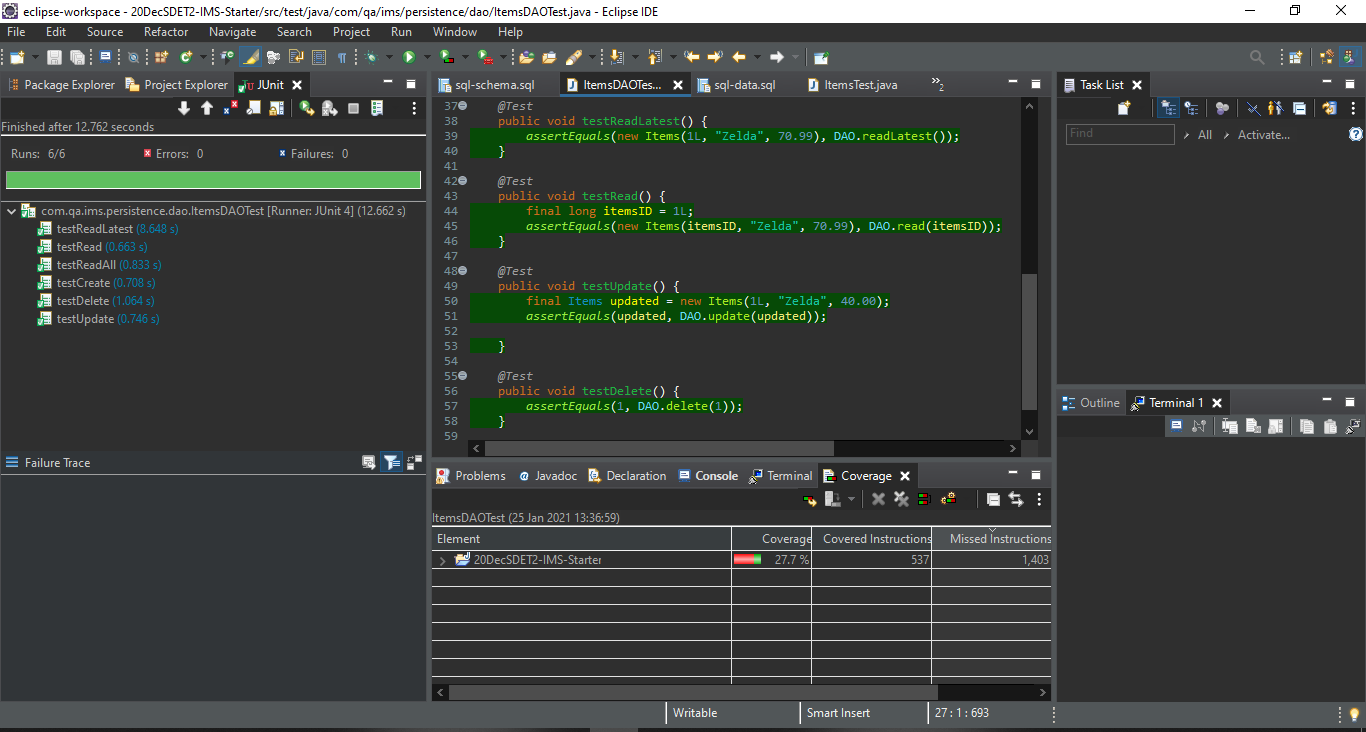 eclipse-workspace - 20DecSDET2-IMS-Starter/src/test/java/com/qa/ims/persistence/dao/ItemsDAOTest.java - Eclipse IDE
File Edit Source Refactor Navigate Search Project Run Window Help
Package Explorer Project Explorer JUnit
Finished after 12.762 seconds
Runs: 6/6 Errors: 0 Failures: 0
com.qa.ims.persistence.dao.ItemsDAOTest [Runner: JUnit 4] (12.662 s)
testReadLatest (8.648 s)
testRead (0.663 s)
testReadAll (0.833 s)
testCreate (0.708 s)
testDelete (1.064 s)
testUpdate (0.746 s)
Failure Trace
sql-schema.sql ItemsDAOTes... sql-data.sql ItemsTest.java »2
37 @Test
38 public void testReadLatest() {
39 assertEquals(new Items(1L, "Zelda", 70.99), DAO.readLatest());
40 }
41
42 @Test
43 public void testRead() {
44 final long itemsID = 1L;
45 assertEquals(new Items(itemsID, "Zelda", 70.99), DAO.read(itemsID));
46 }
47
48 @Test
49 public void testUpdate() {
50 final Items updated = new Items(1L, "Zelda", 40.00);
51 assertEquals(updated, DAO.update(updated));
52
53 }
54
55 @Test
56 public void testDelete() {
57 assertEquals(1, DAO.delete(1));
58 }
59
Problems Javadoc Declaration Console Terminal Coverage
ItemsDAOTest (25 Jan 2021 13:36:59)
Element Coverage Covered Instructions Missed Instructions
20DecSDET2-IMS-Starter 27.7 % 537 1,403
Task List
Find All Activate...
Outline Terminal 1
Writable Smart Insert 27 : 1 : 693